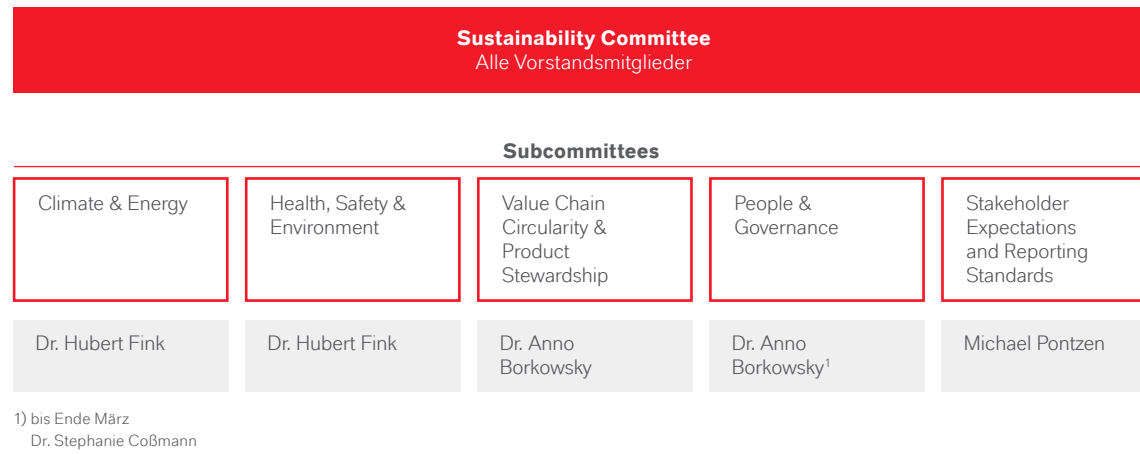 Sustainability Committee
Alle Vorstandsmitglieder
Subcommittees
Climate & Energy
Health, Safety &
Environment
Value Chain
Circularity &
Product
Stewardship
People &
Governance
Stakeholder
Expectations
and Reporting
Standards
Dr. Hubert Fink
Dr. Hubert Fink
Dr. Anno
Borkowsky
Dr. Anno
Borkowsky¹
Michael Pontzen
1) bis Ende März
Dr. Stephanie Coßmann